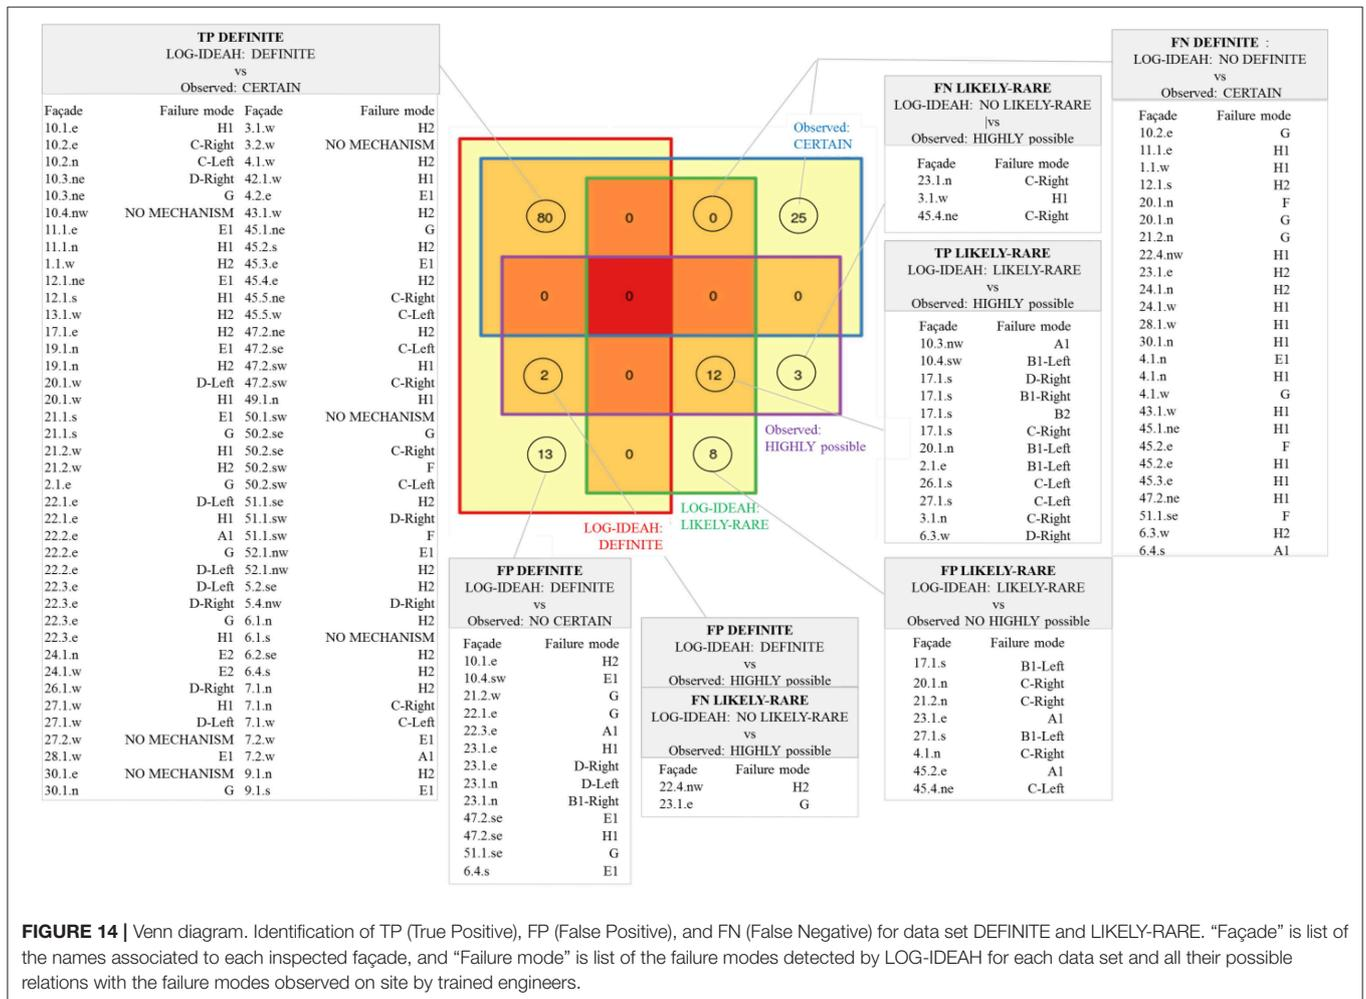 TP DEFINITE
LOG-IDEAH: DEFINITE
vs
Observed: CERTAIN
Façade Failure mode Façade Failure mode
10.1.e H1 3.1.w H2
10.2.e C-Right 3.2.w NO MECHANISM
10.2.n C-Left 4.1.w H2
10.3.ne D-Right 42.1.w H1
10.3.ne G 4.2.e E1
10.4.nw NO MECHANISM 43.1.w H2
11.1.e E1 45.1.ne G
11.1.n H1 45.2.s H2
1.1.w H2 45.3.e E1
12.1.ne E1 45.4.e H2
12.1.s H1 45.5.ne C-Right
13.1.w H2 45.5.w C-Left
17.1.e H2 47.2.ne H2
19.1.n E1 47.2.se C-Left
19.1.n H2 47.2.sw H1
20.1.w D-Left 47.2.sw C-Right
20.1.w H1 49.1.n H1
21.1.s E1 50.1.sw NO MECHANISM
21.1.s G 50.2.se G
21.2.w H1 50.2.se C-Right
21.2.w H2 50.2.sw F
2.1.e G 50.2.sw C-Left
22.1.e D-Left 51.1.se H2
22.1.e H1 51.1.sw D-Right
22.2.e A1 51.1.sw F
22.2.e G 52.1.nw E1
22.2.e D-Left 52.1.nw H2
22.3.e D-Left 5.2.se H2
22.3.e D-Right 5.4.nw D-Right
22.3.e G 6.1.n H2
22.3.e H1 6.1.s NO MECHANISM
24.1.n E2 6.2.se H2
24.1.w E2 6.4.s H2
26.1.w D-Right 7.1.n H2
27.1.w H1 7.1.n C-Right
27.1.w D-Left 7.1.w C-Left
27.2.w NO MECHANISM 7.2.w E1
28.1.w E1 7.2.w A1
30.1.e NO MECHANISM 9.1.n H2
30.1.n G 9.1.s E1
Observed:
CERTAIN
80 0 0 25
0 0 0 0
2 0 12 3
13 0 8
Observed:
HIGHLY possible
LOG-IDEAH:
LIKELY-RARE
LOG-IDEAH:
DEFINITE
FP DEFINITE
LOG-IDEAH: DEFINITE
vs
Observed: NO CERTAIN
Façade Failure mode
10.1.e H2
10.4.sw E1
21.2.w G
22.1.e G
22.3.e A1
23.1.e H1
23.1.e D-Right
23.1.n D-Left
23.1.n B1-Right
47.2.se E1
47.2.se H1
51.1.se G
6.4.s E1
FP DEFINITE
LOG-IDEAH: DEFINITE
vs
Observed: HIGHLY possible
FN LIKELY-RARE
LOG-IDEAH: NO LIKELY-RARE
vs
Observed: HIGHLY possible
Façade Failure mode
22.4.nw H2
23.1.e G
FN LIKELY-RARE
LOG-IDEAH: NO LIKELY-RARE
|vs
Observed: HIGHLY possible
Façade Failure mode
23.1.n C-Right
3.1.w H1
45.4.ne C-Right
TP LIKELY-RARE
LOG-IDEAH: LIKELY-RARE
vs
Observed: HIGHLY possible
Façade Failure mode
10.3.nw A1
10.4.sw B1-Left
17.1.s D-Right
17.1.s B1-Right
17.1.s B2
17.1.s C-Right
20.1.n B1-Left
2.1.e B1-Left
26.1.s C-Left
27.1.s C-Left
3.1.n C-Right
6.3.w D-Right
FP LIKELY-RARE
LOG-IDEAH: LIKELY-RARE
vs
Observed NO HIGHLY possible
Façade Failure mode
17.1.s B1-Left
20.1.n C-Right
21.2.n C-Right
23.1.e A1
27.1.s B1-Left
4.1.n C-Right
45.2.e A1
45.4.ne C-Left
FN DEFINITE :
LOG-IDEAH: NO DEFINITE
vs
Observed: CERTAIN
Façade Failure mode
10.2.e G
11.1.e H1
1.1.w H1
12.1.s H2
20.1.n F
20.1.n G
21.2.n G
22.4.nw H1
23.1.e H2
24.1.n H2
24.1.w H1
28.1.w H1
30.1.n H1
4.1.n E1
4.1.n H1
4.1.w G
43.1.w H1
45.1.ne H1
45.2.e F
45.2.e H1
45.3.e H1
47.2.ne H1
51.1.se F
6.3.w H2
6.4.s A1
FIGURE 14 | Venn diagram. Identification of TP (True Positive), FP (False Positive), and FN (False Negative) for data set DEFINITE and LIKELY-RARE. “Façade” is list of
the names associated to each inspected façade, and “Failure mode” is list of the failure modes detected by LOG-IDEAH for each data set and all their possible
relations with the failure modes observed on site by trained engineers.